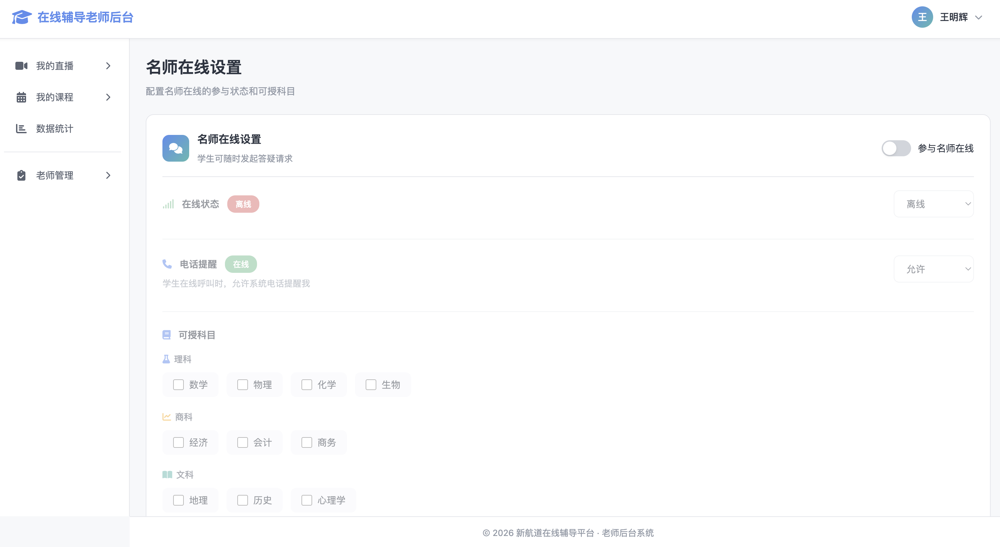 在线辅导老师后台
王 王明辉
我的直播
我的课程
数据统计
老师管理
名师在线设置
配置名师在线的参与状态和可授科目
名师在线设置
学生可随时发起答疑请求
参与名师在线
在线状态 离线
离线
电话提醒 在线
学生在线呼叫时，允许系统电话提醒我
允许
可授科目
理科
数学 物理 化学 生物
商科
经济 会计 商务
文科
地理 历史 心理学
© 2026 新航道在线辅导平台 · 老师后台系统